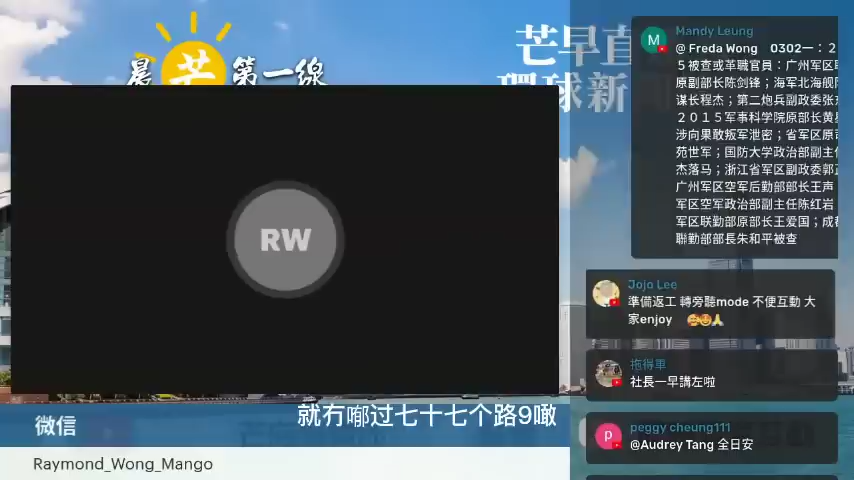 晨芒第一線
芒早直
環球新
RW
就冇嘟过七十七个路9噉
微信
Raymond_Wong_Mango
Mandy Leung
@ Freda Wong 0302一：２
５被查或革職官員：广州军区
原副部长陈剑锋；海军北海舰
谋长程杰；第二炮兵副政委张
２０１５军事科学院原部长黄
涉向果敢叛军泄密；省军区原
苑世军；国防大学政治部副主
杰落马；浙江省军区副政委郭
广州军区空军后勤部部长王声
军区空军政治部副主任陈红岩
军区联勤部原部长王爱国；成
聯勤部部長朱和平被查
Jojo Lee
準備返工 轉旁聽mode 不便互動 大
家enjoy
拖得車
社長一早講左啦
peggy cheung111
@Audrey Tang 全日安